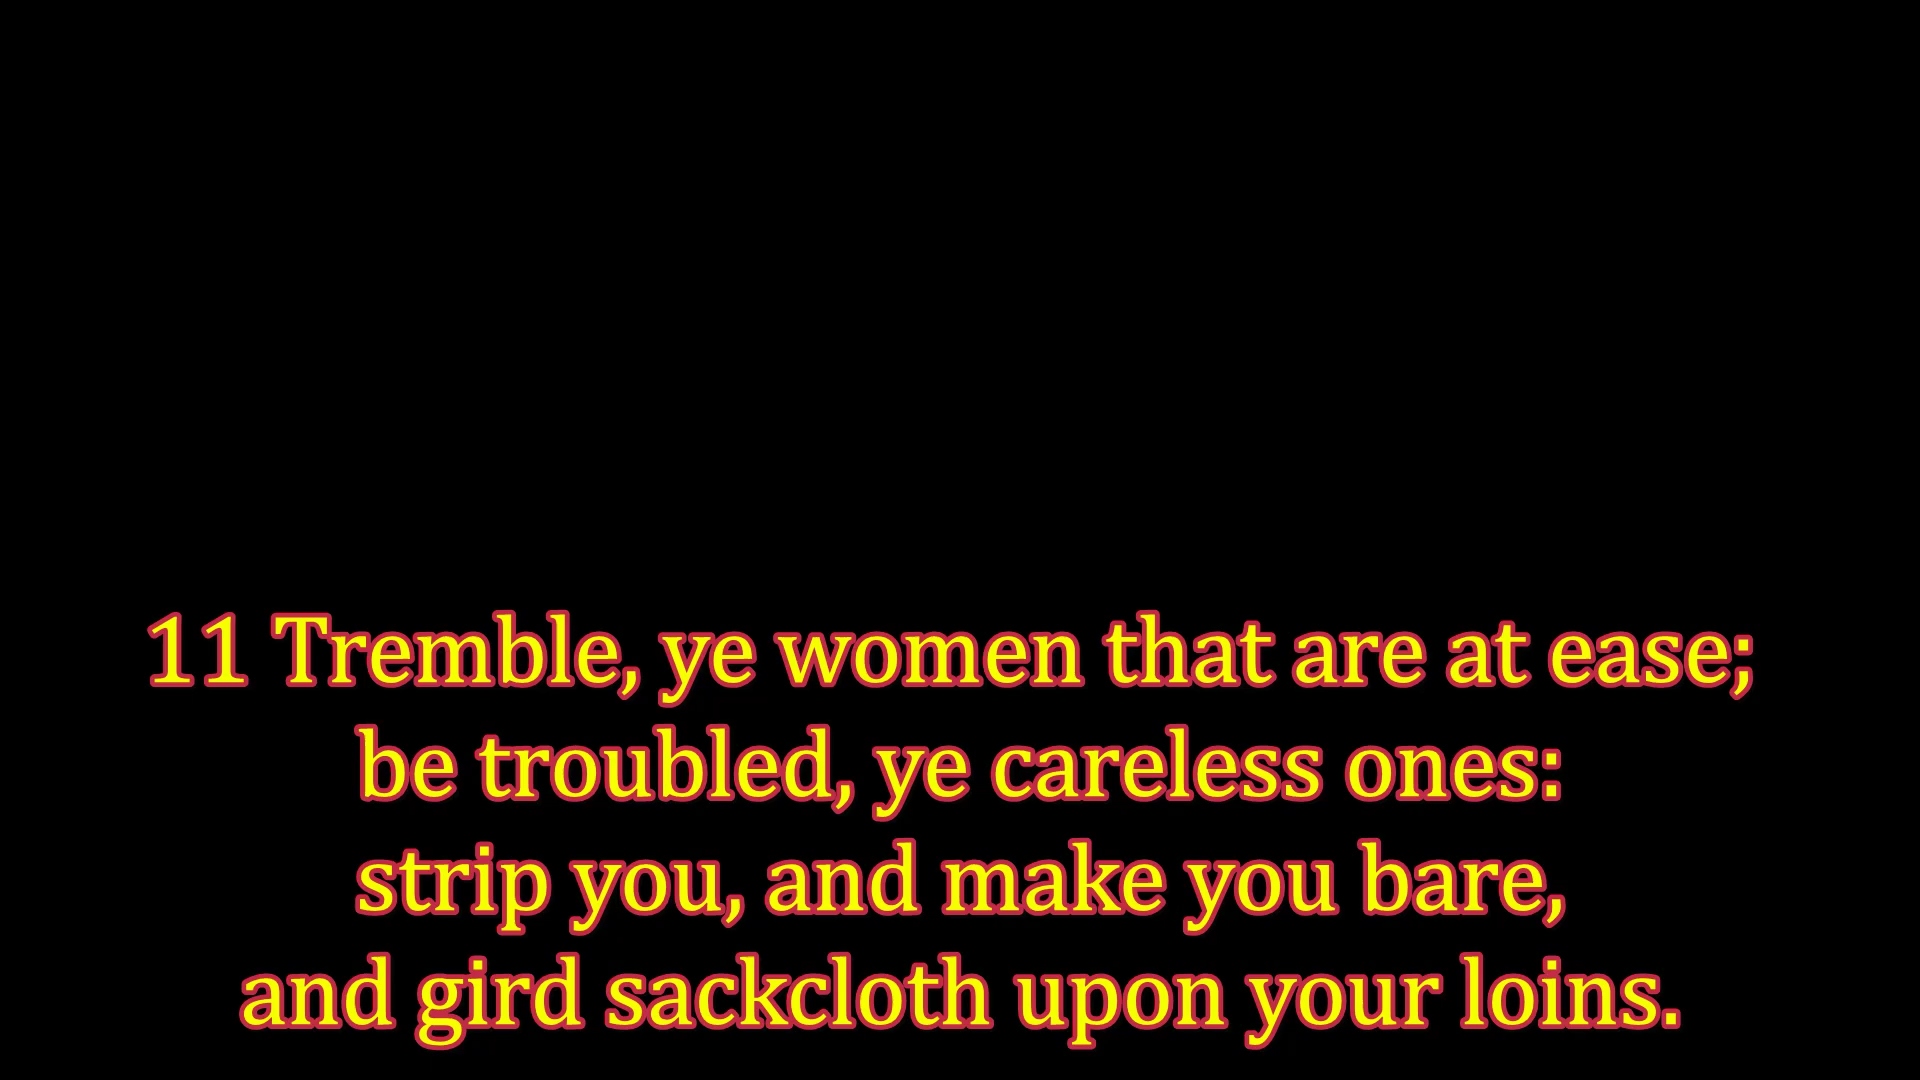 11 Tremble, ye women that are at ease;
be troubled, ye careless ones:
strip you, and make you bare,
and gird sackcloth upon your loins.